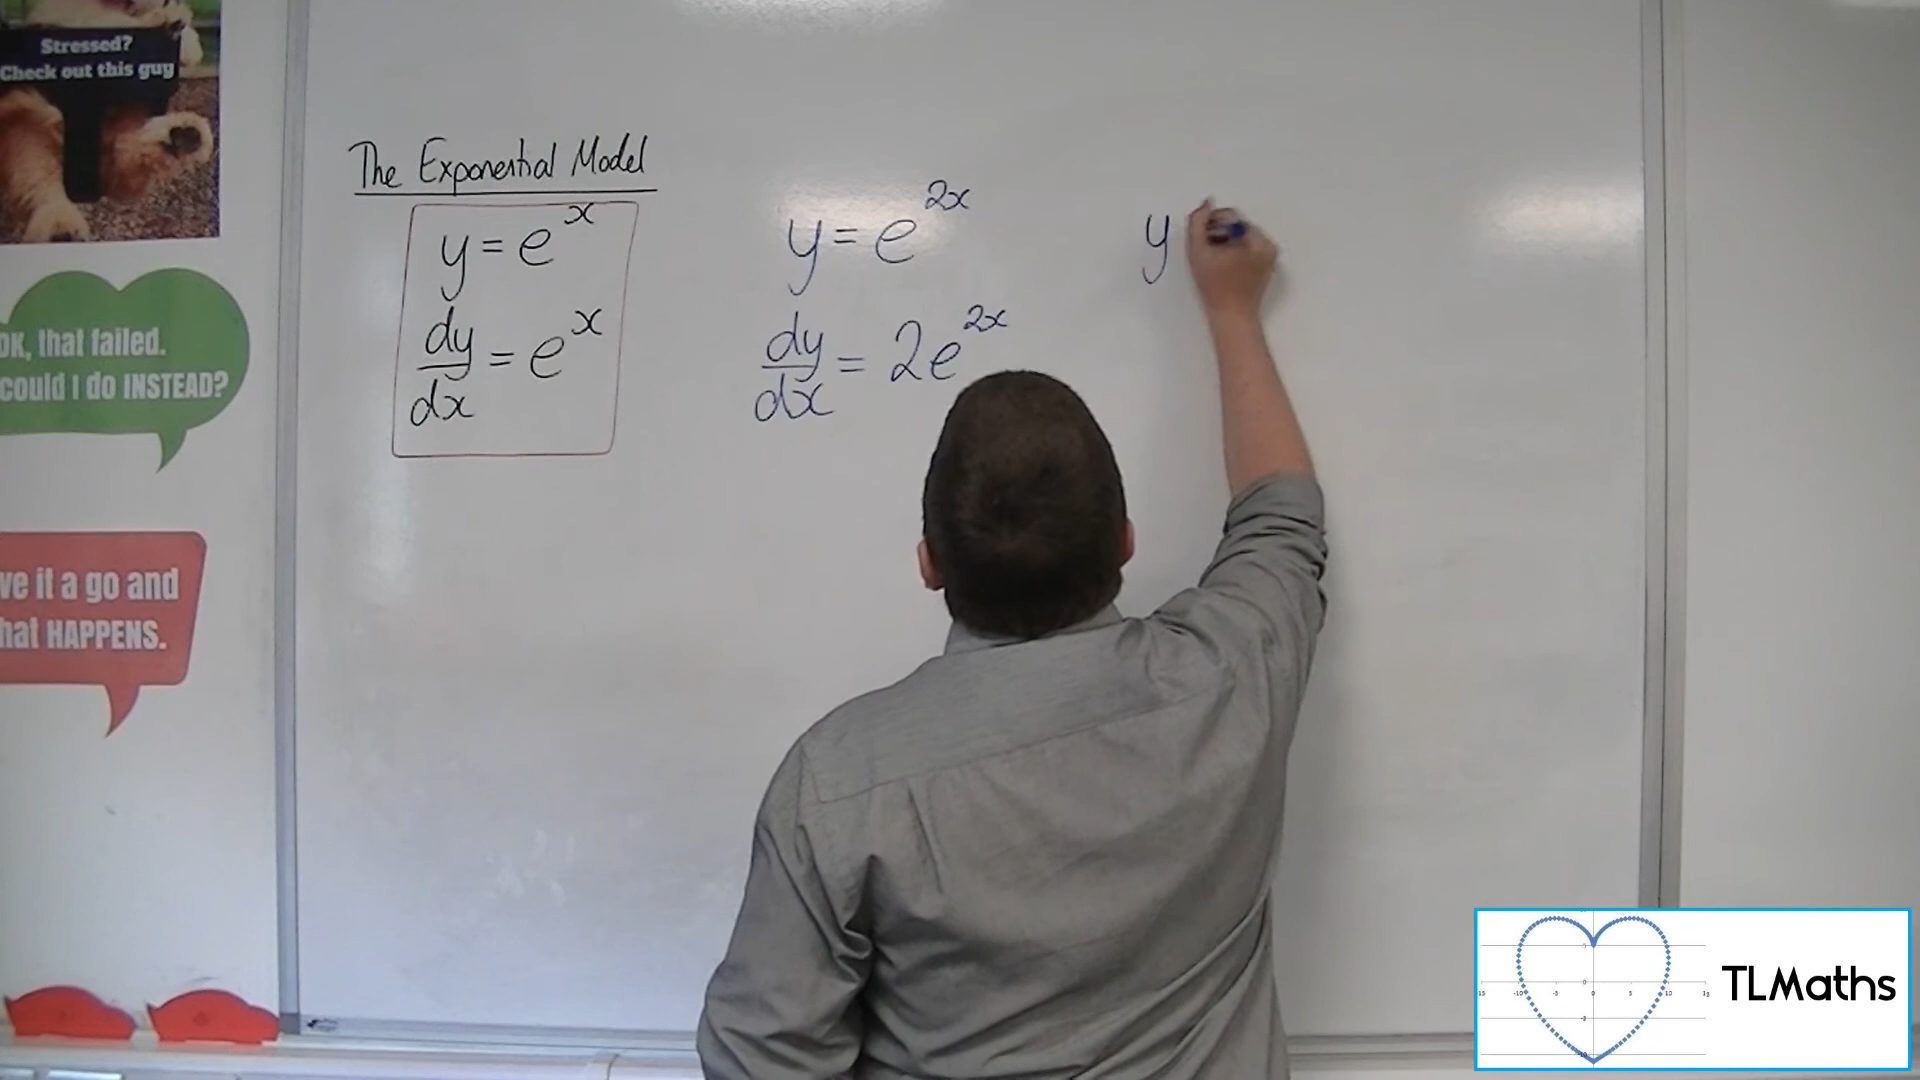 Stressed?
Check out this guy
OK, that failed.
could I do INSTEAD?
ve it a go and
hat HAPPENS.
The Exponential Model
y = e^x
dy/dx = e^x
y = e^2x
dy/dx = 2e^2x
y
TLMaths